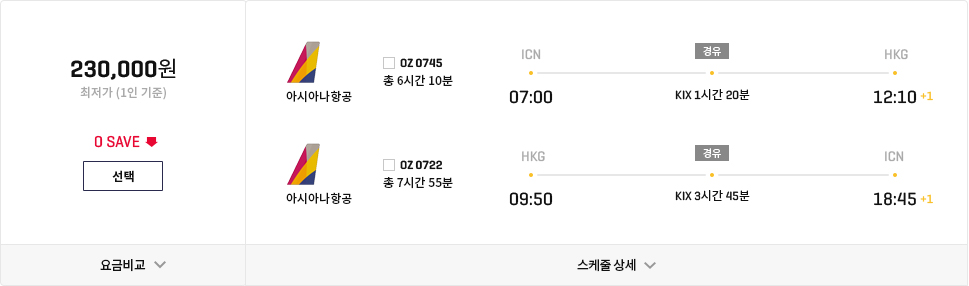 230,000원
최저가 (1인 기준)
0 SAVE
선택
요금비교
아시아나항공
OZ 0745
총 6시간 10분
ICN
경유
HKG
07:00
KIX 1시간 20분
12:10 +1
아시아나항공
OZ 0722
총 7시간 55분
HKG
경유
ICN
09:50
KIX 3시간 45분
18:45 +1
스케줄 상세